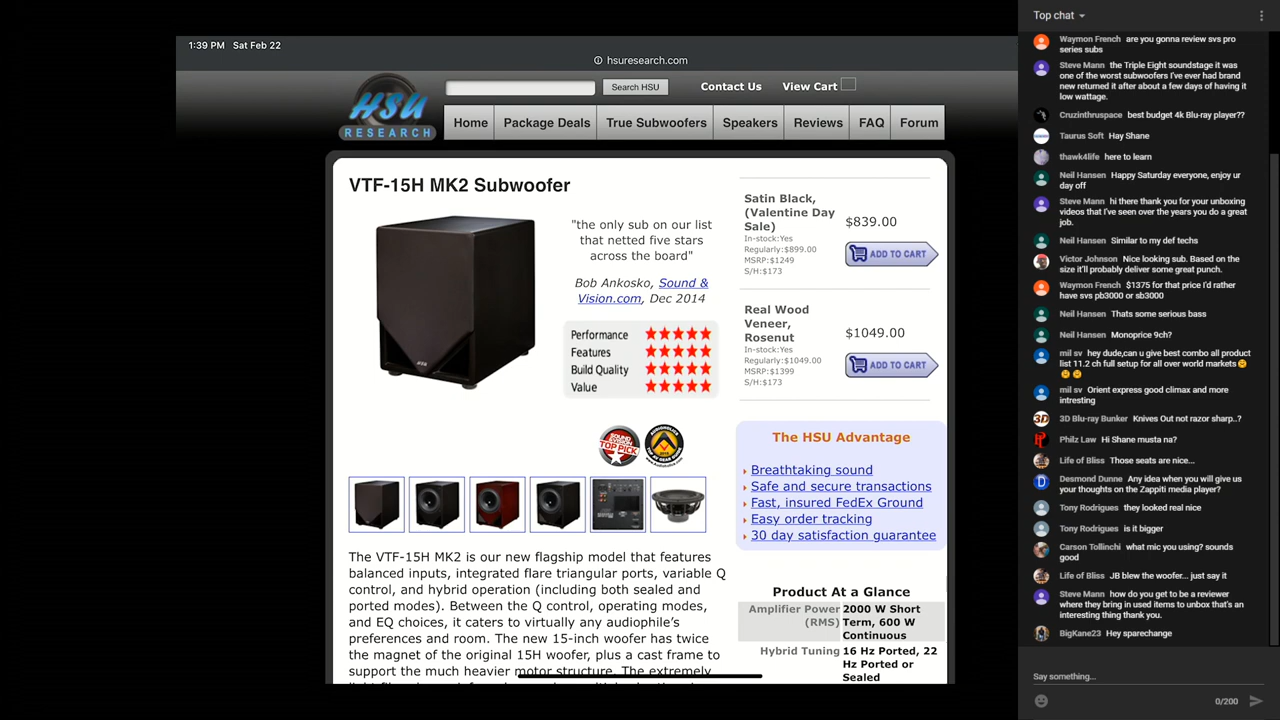 1:39 PM Sat Feb 22
hsuresearch.com
HSU
RESEARCH
Search HSU
Contact Us
View Cart
Home
Package Deals
True Subwoofers
Speakers
Reviews
FAQ
Forum
VTF-15H MK2 Subwoofer
"the only sub on our list
that netted five stars
across the board"
Bob Ankosko, Sound &
Vision.com, Dec 2014
Performance
Features
Build Quality
Value
TOP PICK
Satin Black,
(Valentine Day
Sale)
In-stock:Yes
Regularly:$899.00
MSRP:$1249
S/H:$173
$839.00
ADD TO CART
Real Wood
Veneer,
Rosenut
In-stock:Yes
Regularly:$1049.00
MSRP:$1399
S/H:$173
$1049.00
ADD TO CART
The HSU Advantage
Breathtaking sound
Safe and secure transactions
Fast, insured FedEx Ground
Easy order tracking
30 day satisfaction guarantee
The VTF-15H MK2 is our new flagship model that features
balanced inputs, integrated flare triangular ports, variable Q
control, and hybrid operation (including both sealed and
ported modes). Between the Q control, operating modes,
and EQ choices, it caters to virtually any audiophile's
preferences and room. The new 15-inch woofer has twice
the magnet of the original 15H woofer, plus a cast frame to
support the much heavier motor structure. The extremely
Product At a Glance
Amplifier Power 2000 W Short
(RMS) Term, 600 W
Continuous
Hybrid Tuning 16 Hz Ported, 22
Hz Ported or
Sealed
Top chat
Waymon French are you gonna review svs pro
series subs
Steve Mann the Triple Eight soundstage it was
one of the worst subwoofers I've ever had brand
new returned it after about a few days of having it
low wattage.
Cruzinthruspace best budget 4k Blu-ray player??
Taurus Soft Hay Shane
thawk4life here to learn
Neil Hansen Happy Saturday everyone, enjoy ur
day off
Steve Mann hi there thank you for your unboxing
videos that I've seen over the years you do a great
job.
Neil Hansen Similar to my def techs
Victor Johnson Nice looking sub. Based on the
size it'll probably deliver some great punch.
Waymon French $1375 for that price I'd rather
have svs pb3000 or sb3000
Neil Hansen Thats some serious bass
Neil Hansen Monoprice 9ch?
mil sv hey dude,can u give best combo all product
list 11.2 ch full setup for all over world markets
mil sv Orient express good climax and more
intresting
3D Blu-ray Bunker Knives Out not razor sharp..?
Philz Law Hi Shane musta na?
Life of Bliss Those seats are nice...
Desmond Dunne Any idea when you will give us
your thoughts on the Zappiti media player?
Tony Rodrigues they looked real nice
Tony Rodrigues is it bigger
Carson Tollinchi what mic you using? sounds
good
Life of Bliss JB blew the woofer... just say it
Steve Mann how do you get to be a reviewer
where they bring in used items to unbox that's an
interesting thing thank you.
BigKane23 Hey sparechange
Say something...
0/200